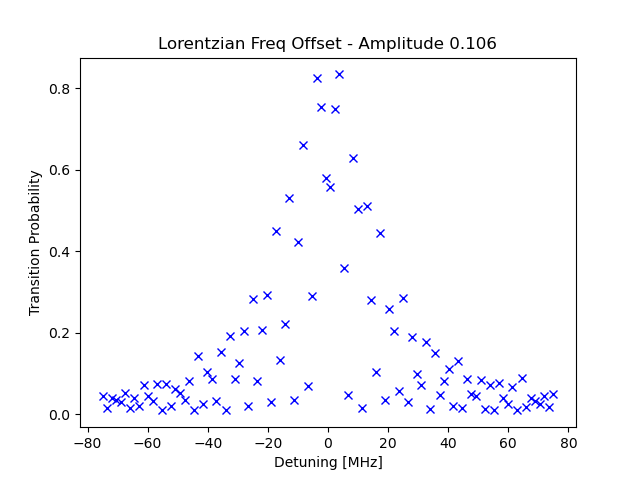 Lorentzian Freq Offset - Amplitude 0.106
Transition Probability
0.8
0.6
0.4
0.2
0.0
−80 −60 −40 −20 0 20 40 60 80
Detuning [MHz]